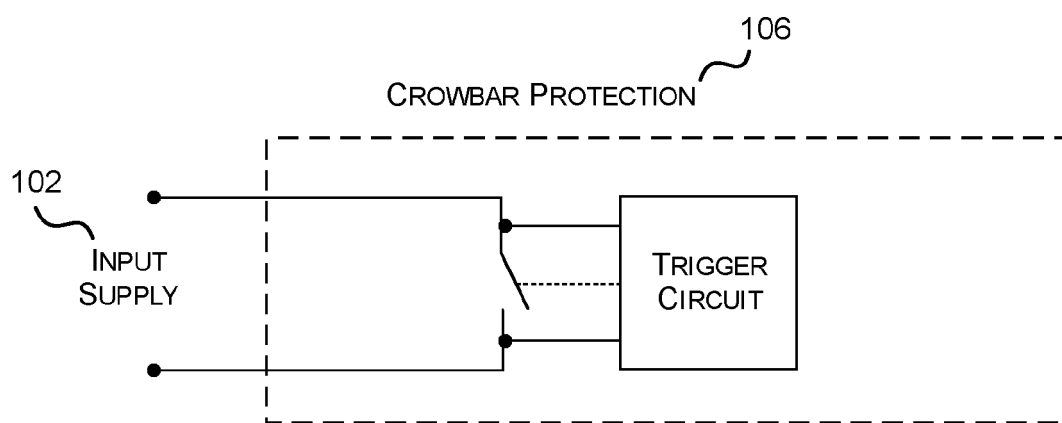 106
CROWBAR PROTECTION
102
INPUT
SUPPLY
TRIGGER
CIRCUIT